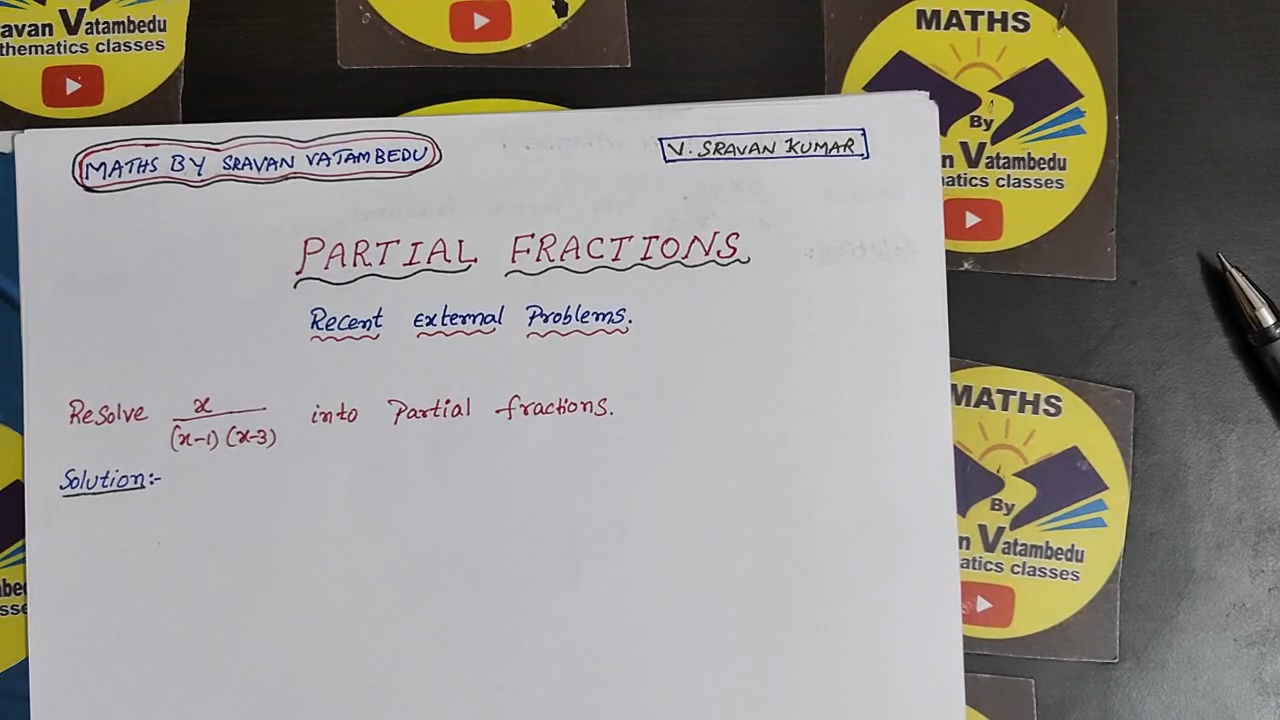 avan Vatambedu
thematics classes
MATHS
By
n Vatambedu
atics classes
MATHS BY SRAVAN VATAMBEDU
V. SRAVAN KUMAR
PARTIAL FRACTIONS
Recent external Problems.
Resolve x/(x-1)(x-3) into Partial fractions.
Solution:-
MATHS
By
n Vatambedu
atics classes